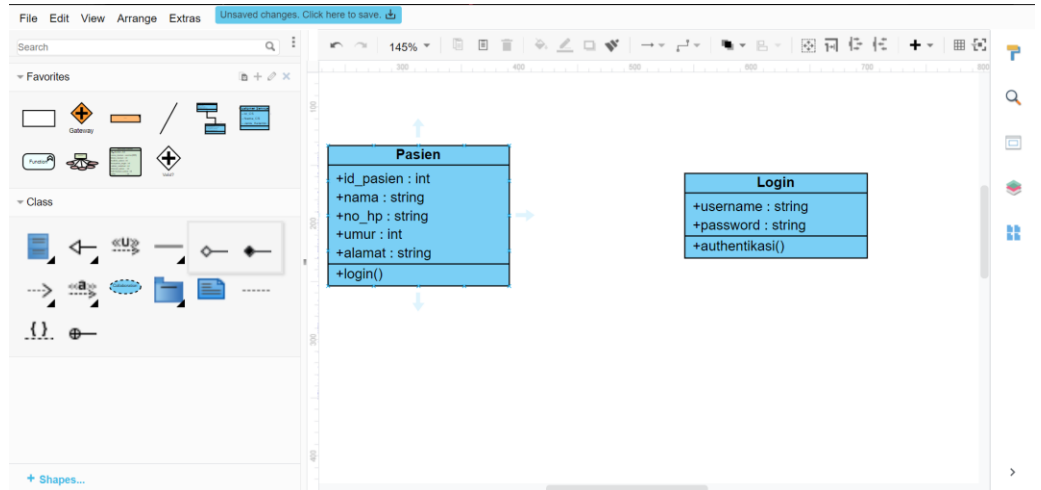 File Edit View Arrange Extras Unsaved changes. Click here to save.
Search
145%
Favorites
Gateway
Function
Class
«U»
«a»
{ }
+ Shapes...
300 400 500 600 700 800
100
200
300
400
Pasien
+id_pasien : int
+nama : string
+no_hp : string
+umur : int
+alamat : string
+login()
Login
+username : string
+password : string
+authentikasi()